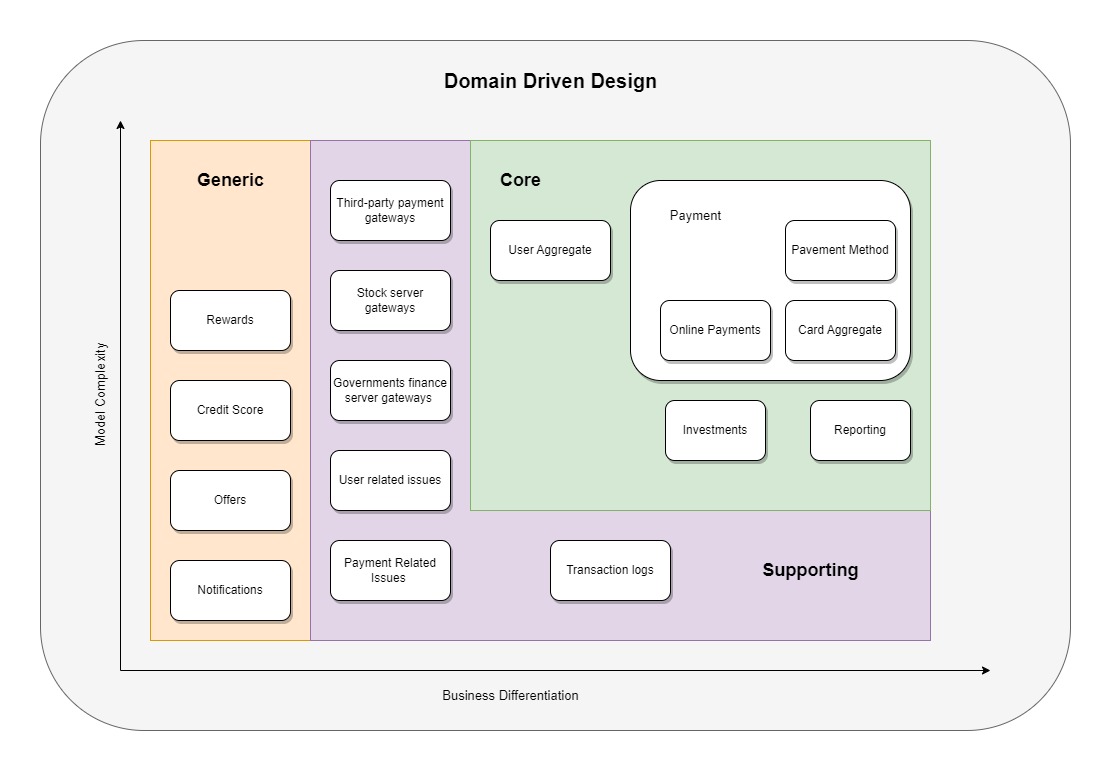 Domain Driven Design
Generic
Core
Third-party payment
gateways
Payment
User Aggregate
Pavement Method
Stock server
gateways
Rewards
Online Payments
Card Aggregate
Governments finance
server gateways
Credit Score
Investments
Reporting
Model Complexity
User related issues
Offers
Payment Related
Issues
Transaction logs
Supporting
Notifications
Business Differentiation